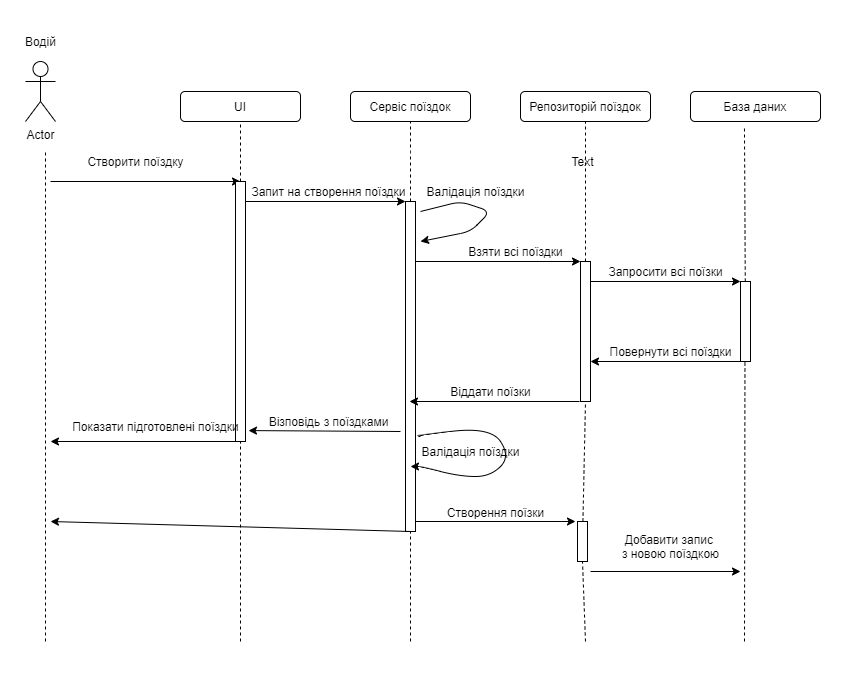 Водій
Actor
UI
Сервіс поїздок
Репозиторій поїздок
База даних
Створити поїздку
Text
Запит на створення поїздки
Валідація поїздки
Взяти всі поїздки
Запросити всі поїзки
Повернути всі поїздки
Віддати поїзки
Візповідь з поїздками
Показати підготовлені поїздки
Валідація поїздки
Створення поїзки
Добавити запис
з новою поїздкою